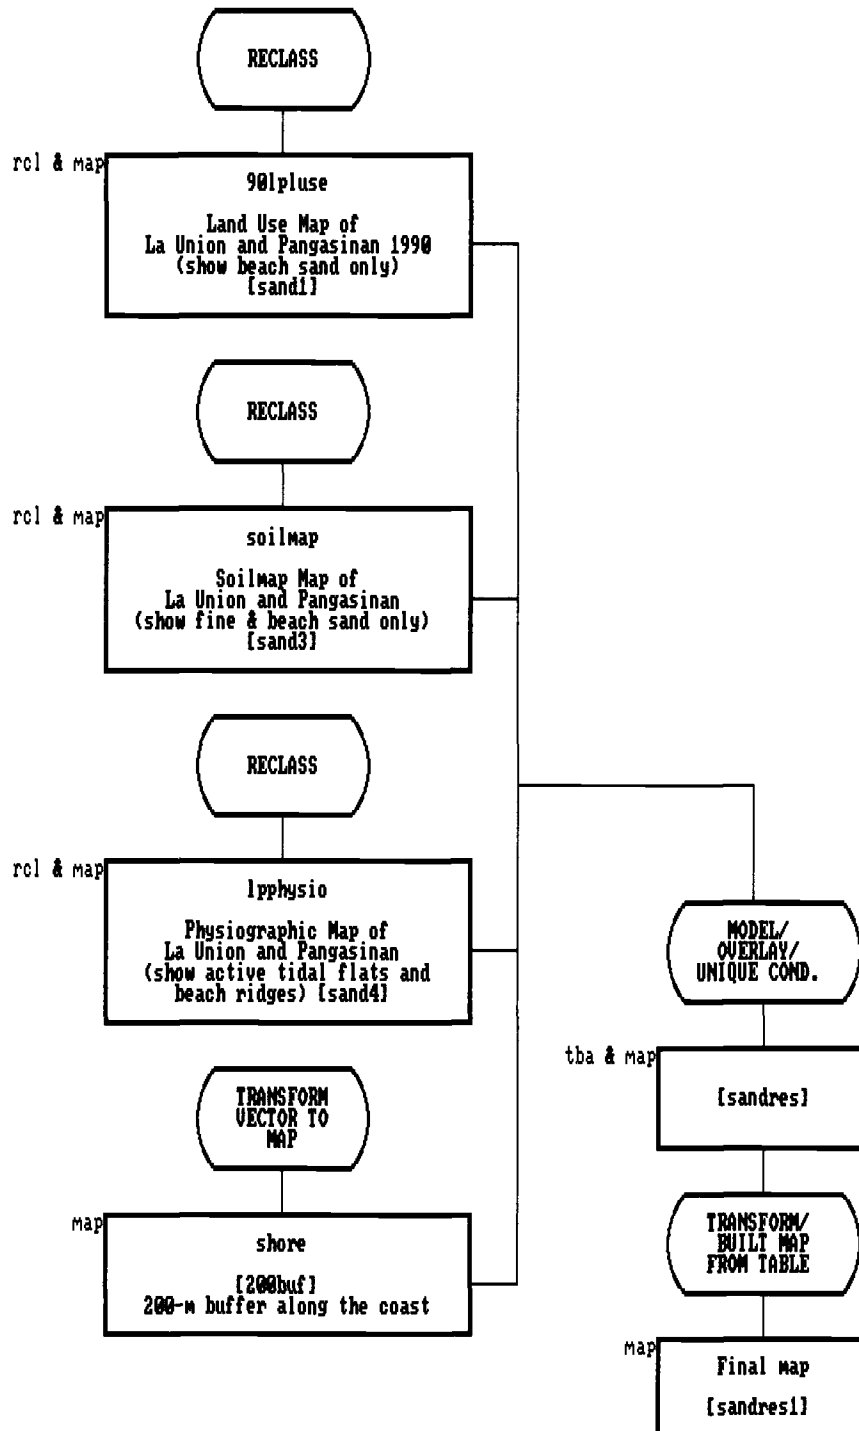 RECLASS
rcl & map
90lpluse
Land Use Map of
La Union and Pangasinan 1990
(show beach sand only)
[sand1]
RECLASS
rcl & map
soilmap
Soilmap Map of
La Union and Pangasinan
(show fine & beach sand only)
[sand3]
RECLASS
rcl & map
lpphysio
Physiographic Map of
La Union and Pangasinan
(show active tidal flats and
beach ridges) [sand4]
TRANSFORM
VECTOR TO
MAP
map
shore
[200buf]
200-m buffer along the coast
MODEL/
OVERLAY/
UNIQUE COND.
tba & map
[sandres]
TRANSFORM/
BUILT MAP
FROM TABLE
map
Final map
[sandres1]